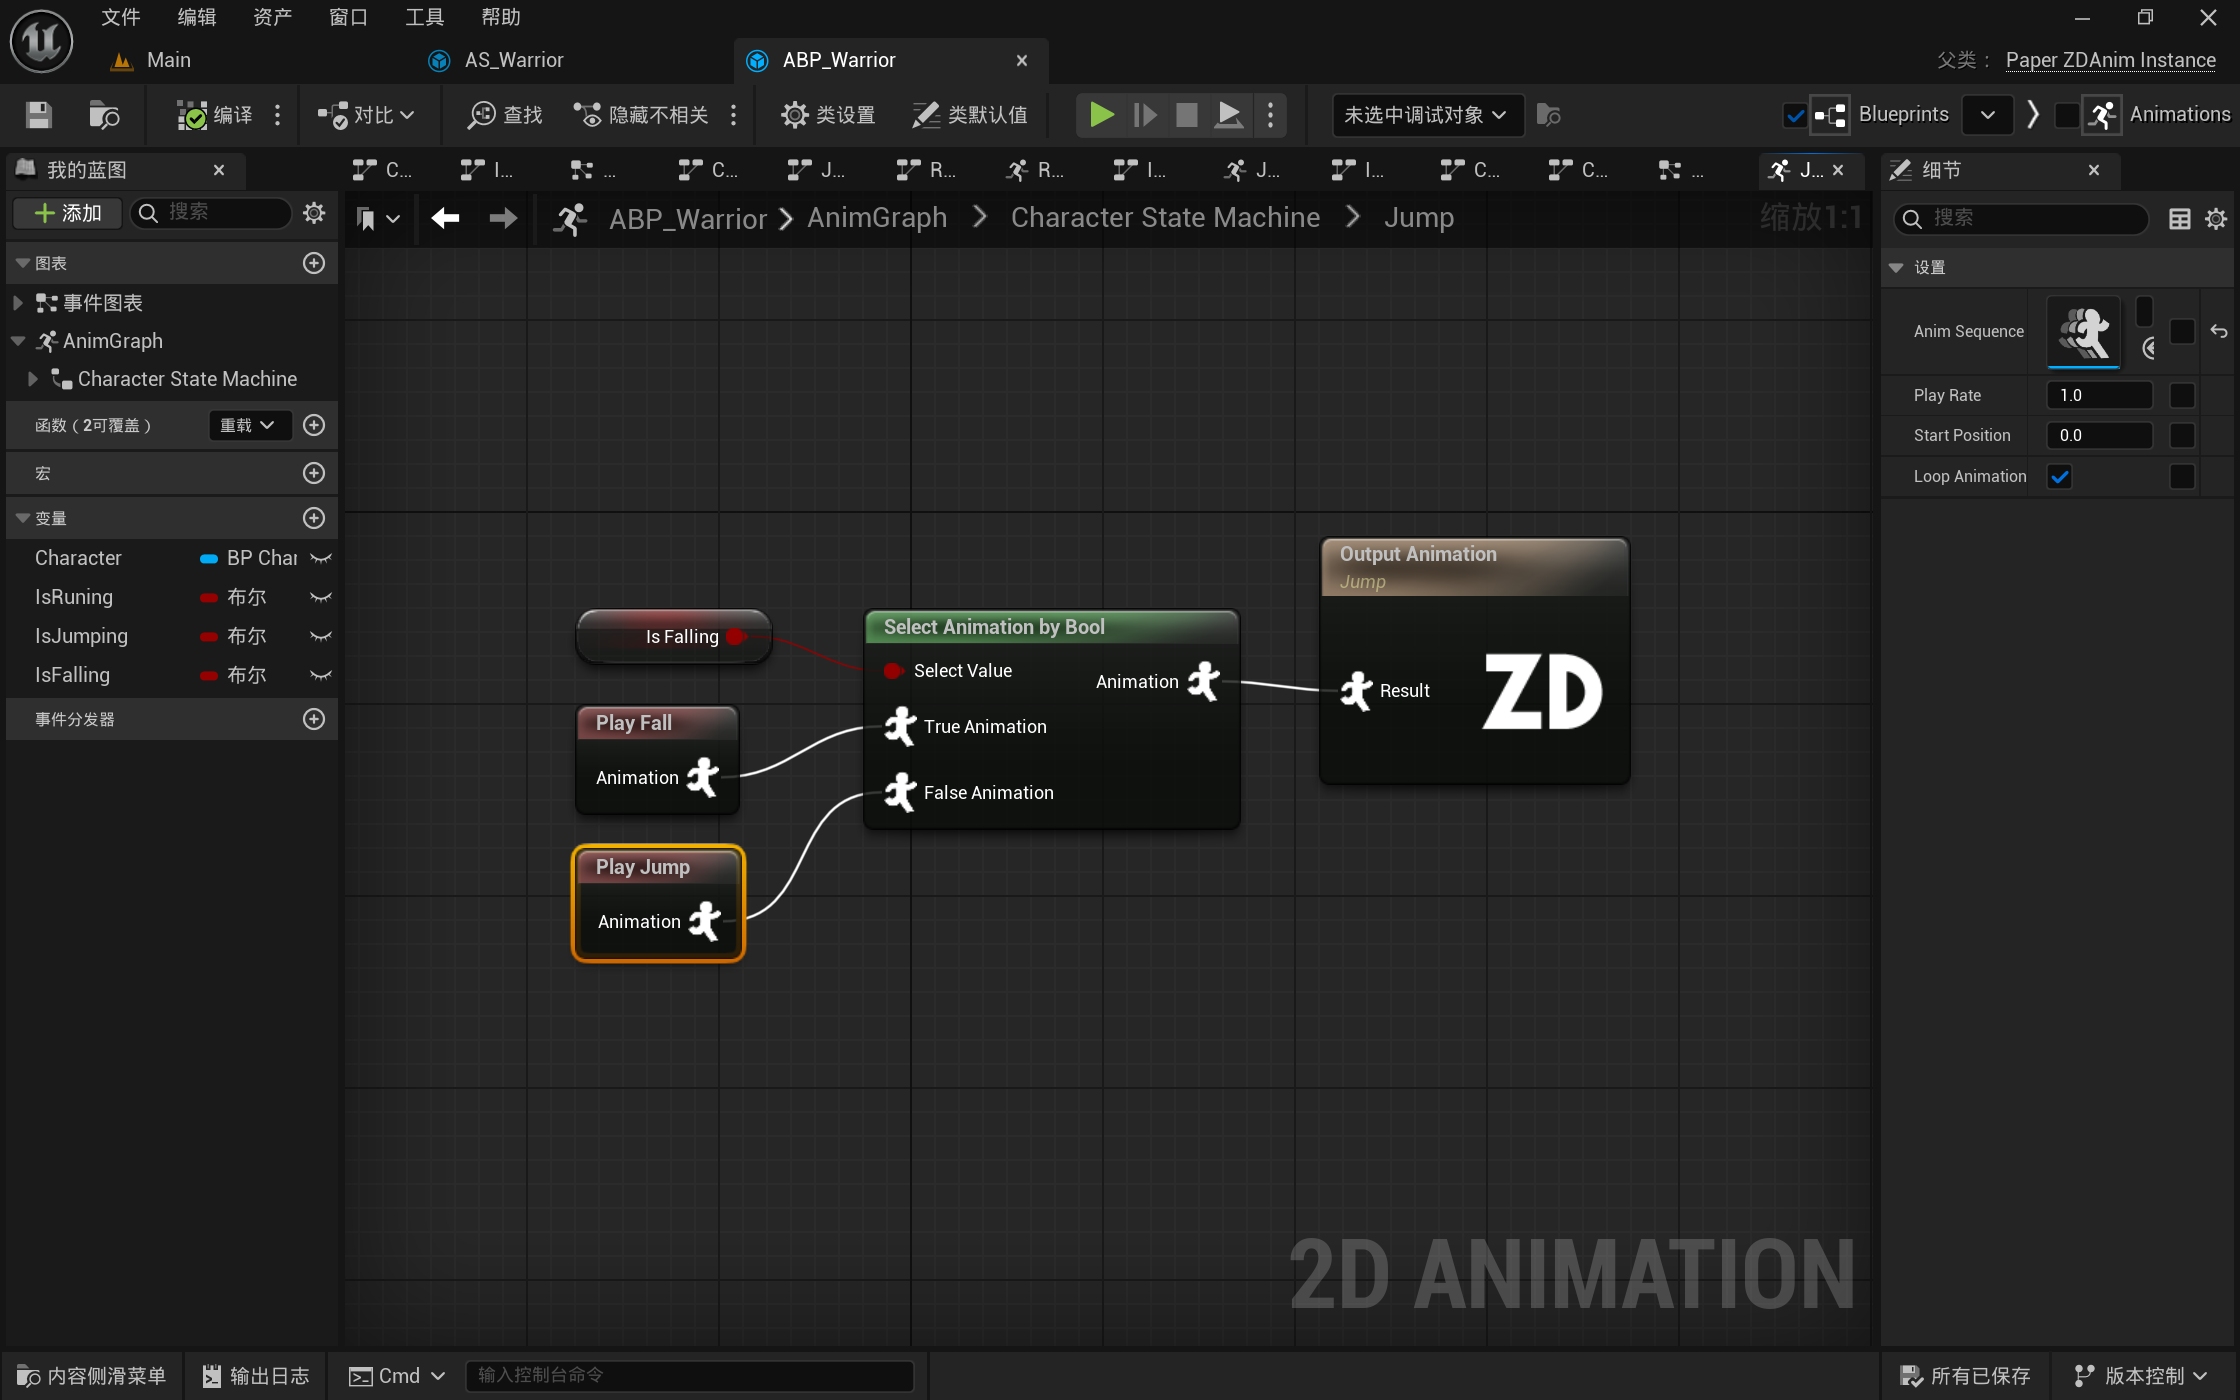 文件 编辑 资产 窗口 工具 帮助
Main AS_Warrior ABP_Warrior 父类： Paper ZDAnim Instance
编译 对比 查找 隐藏不相关 类设置 类默认值 未选中调试对象 Blueprints Animations
我的蓝图 C... I... ... C... J... R... R... I... J... I... C... C... ... J... 细节
添加 搜索 ABP_Warrior AnimGraph Character State Machine Jump 缩放1:1 搜索
图表
设置
事件图表
Anim Sequence
AnimGraph
Character State Machine
Play Rate 1.0
函数（2可覆盖） 重载
Start Position 0.0
宏
Loop Animation
变量
Character BP Char
IsRuning 布尔
IsJumping 布尔
IsFalling 布尔
事件分发器
Is Falling
Play Fall
Animation
Play Jump
Animation
Select Animation by Bool
Select Value
Animation
True Animation
False Animation
Output Animation
Jump
Result
ZD
2D ANIMATION
内容侧滑菜单 输出日志 Cmd 输入控制台命令 所有已保存 版本控制